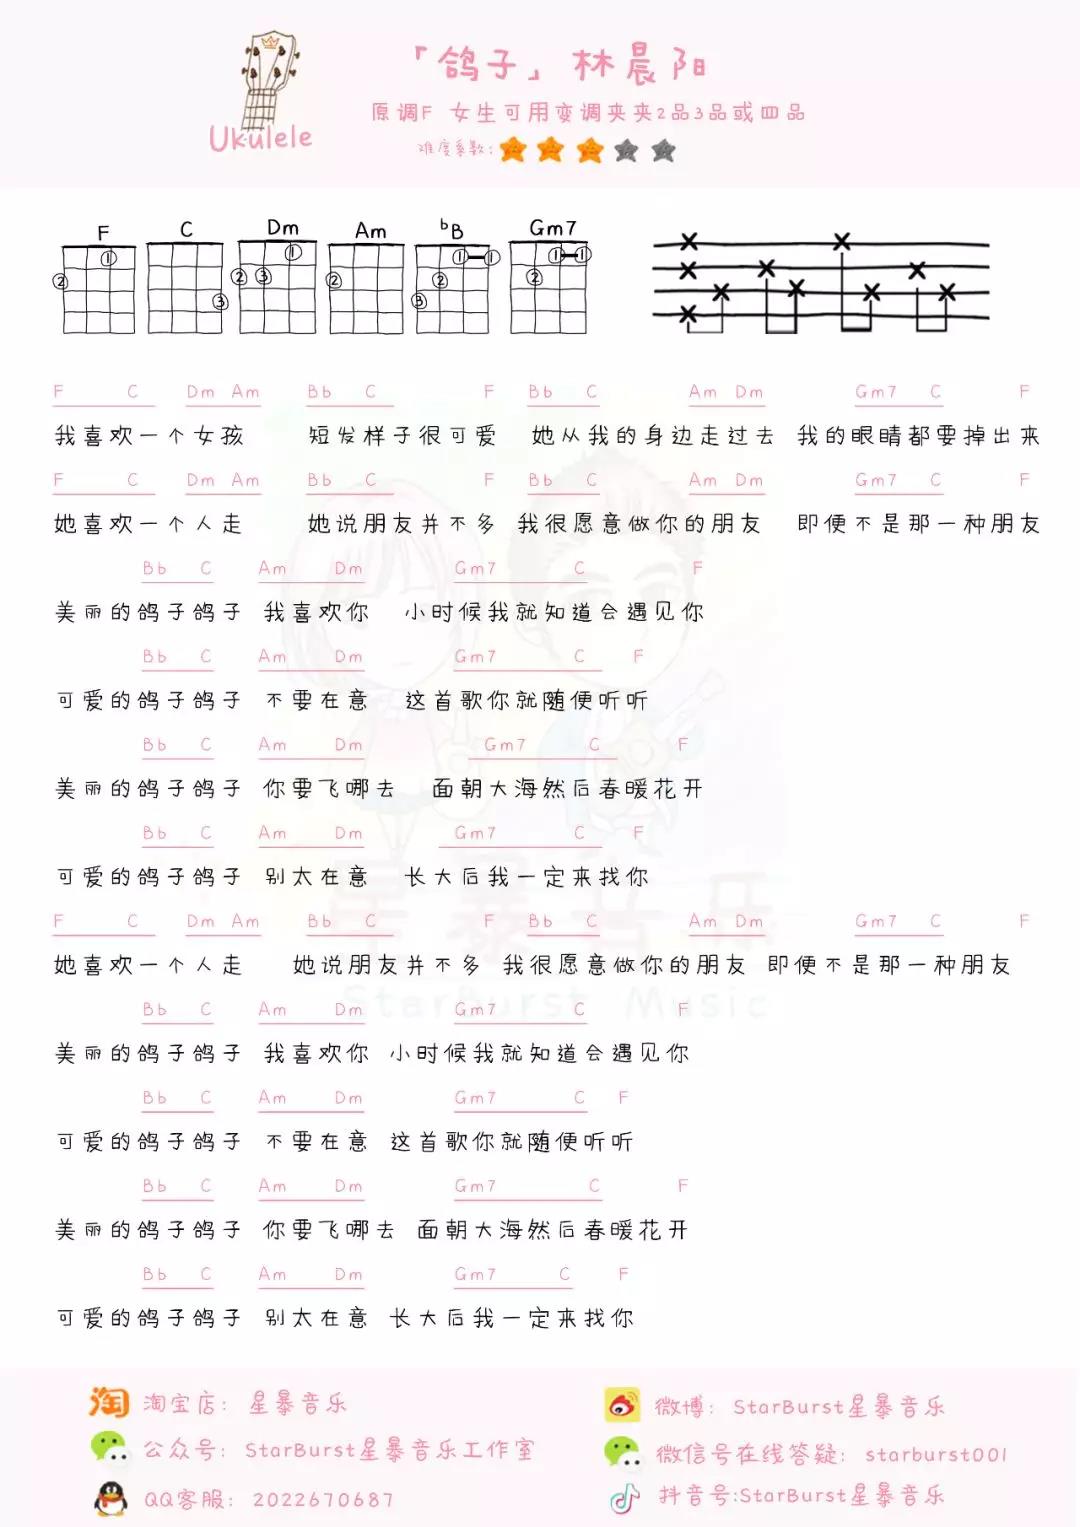 「鸽子」林晨阳
Ukulele
原调F 女生可用变调夹夹2品3品或四品
难度系数:
F C Dm Am ♭B Gm7
F C Dm Am Bb C F Bb C Am Dm Gm7 C F
我喜欢一个女孩 短发样子很可爱 她从我的身边走过去 我的眼睛都要掉出来
F C Dm Am Bb C F Bb C Am Dm Gm7 C F
她喜欢一个人走 她说朋友并不多 我很愿意做你的朋友 即便不是那一种朋友
Bb C Am Dm Gm7 C F
美丽的鸽子鸽子 我喜欢你 小时候我就知道会遇见你
Bb C Am Dm Gm7 C F
可爱的鸽子鸽子 不要在意 这首歌你就随便听听
Bb C Am Dm Gm7 C F
美丽的鸽子鸽子 你要飞哪去 面朝大海然后春暖花开
Bb C Am Dm Gm7 C F
可爱的鸽子鸽子 别太在意 长大后我一定来找你
F C Dm Am Bb C F Bb C Am Dm Gm7 C F
她喜欢一个人走 她说朋友并不多 我很愿意做你的朋友 即便不是那一种朋友
Bb C Am Dm Gm7 C F
美丽的鸽子鸽子 我喜欢你 小时候我就知道会遇见你
Bb C Am Dm Gm7 C F
可爱的鸽子鸽子 不要在意 这首歌你就随便听听
Bb C Am Dm Gm7 C F
美丽的鸽子鸽子 你要飞哪去 面朝大海然后春暖花开
Bb C Am Dm Gm7 C F
可爱的鸽子鸽子 别太在意 长大后我一定来找你
星暴音乐
StarBurst Music
淘 淘宝店: 星暴音乐
微博: StarBurst星暴音乐
公众号: StarBurst星暴音乐工作室
微信号在线答疑: starburst001
QQ客服: 2022670687
抖音号:StarBurst星暴音乐